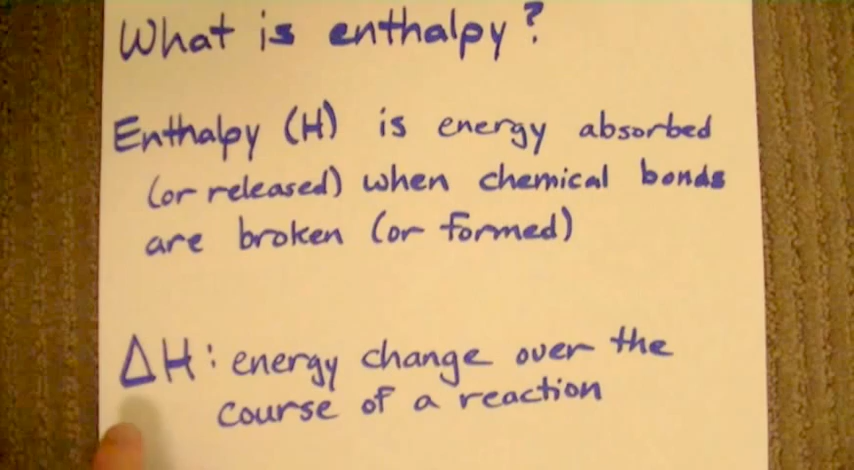 What is enthalpy?
Enthalpy (H) is energy absorbed
(or released) when chemical bonds
are broken (or formed)
ΔH: energy change over the
course of a reaction